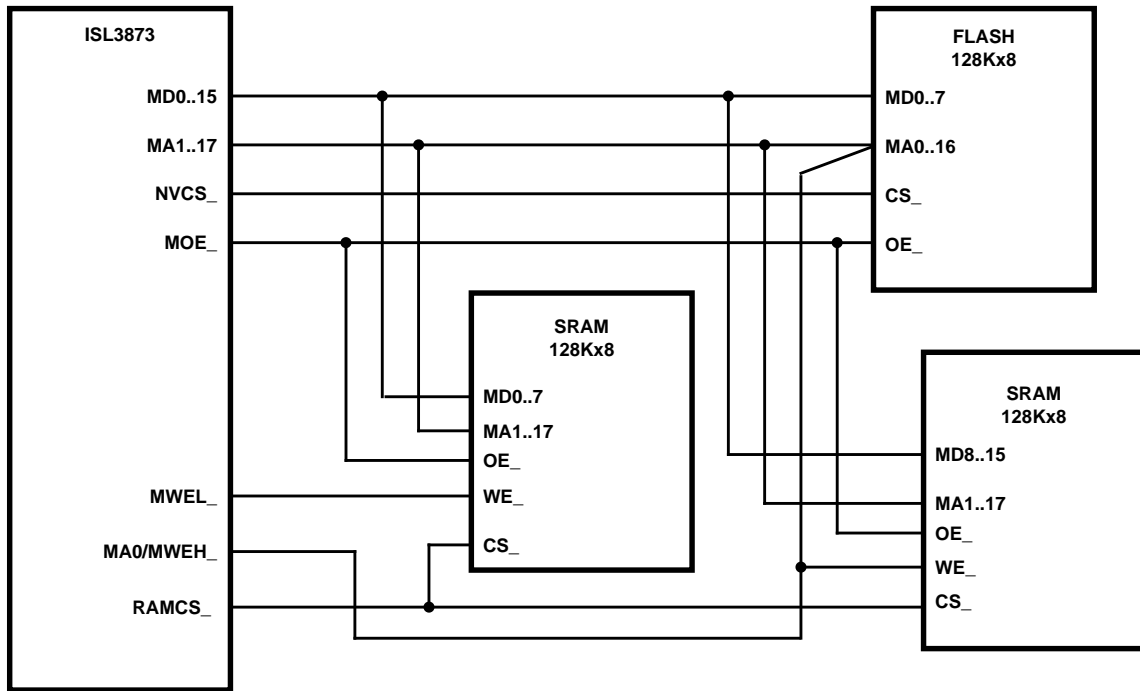 ISL3873
MD0..15
MA1..17
NVCS_
MOE_
MWEL_
MA0/MWEH_
RAMCS_
FLASH
128Kx8
MD0..7
MA0..16
CS_
OE_
SRAM
128Kx8
MD0..7
MA1..17
OE_
WE_
CS_
SRAM
128Kx8
MD8..15
MA1..17
OE_
WE_
CS_